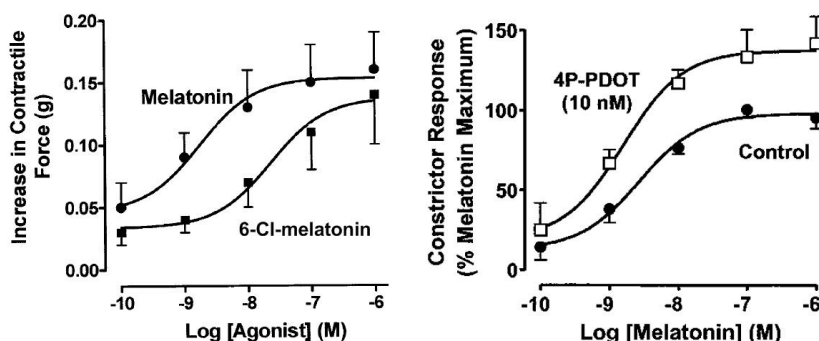 Increase in Contractile
Force (g)
0.20
0.15
0.10
0.05
0.00
Melatonin
6-Cl-melatonin
-10
-9
-8
-7
-6
Log [Agonist] (M)
Constrictor Response
(% Melatonin Maximum)
150
100
50
0
4P-PDOT
(10 nM)
Control
-10
-9
-8
-7
-6
Log [Melatonin] (M)